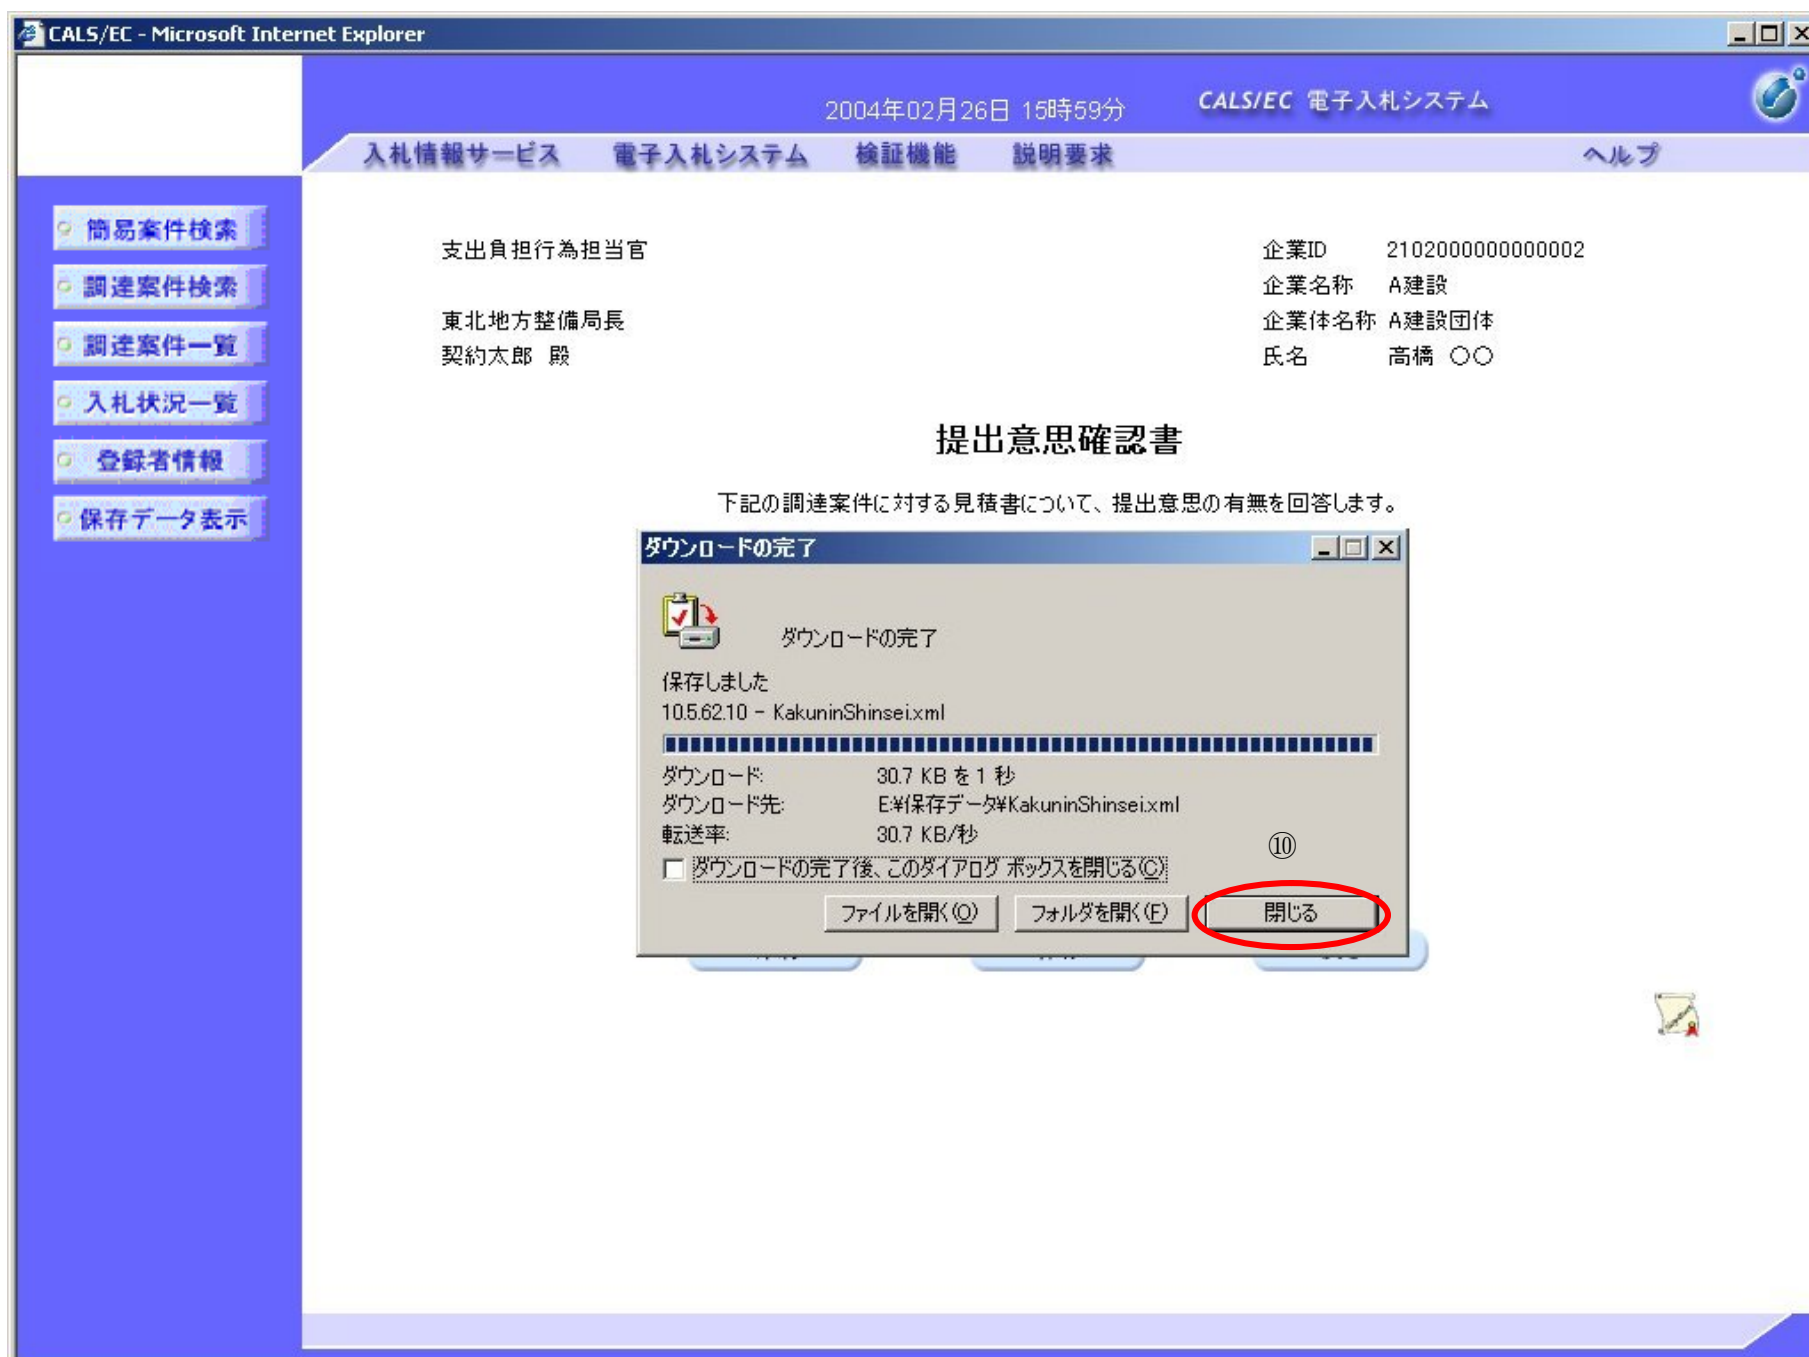 CALS/EC - Microsoft Internet Explorer
2004年02月26日 15時59分
CALS/EC 電子入札システム
入札情報サービス 電子入札システム 検証機能 説明要求 ヘルプ
簡易案件検索
調達案件検索
調達案件一覧
入札状況一覧
登録者情報
保存データ表示
支出負担行為担当官
東北地方整備局長
契約太郎 殿
企業ID 2102000000000002
企業名称 A建設
企業体名称 A建設団体
氏名 高橋 〇〇
提出意思確認書
下記の調達案件に対する見積書について、提出意思の有無を回答します。
ダウンロードの完了
ダウンロードの完了
保存しました
10.5.62.10 - KakuninShinsei.xml
ダウンロード: 30.7 KB を 1 秒
ダウンロード先: E:¥保存データ¥KakuninShinsei.xml
転送率: 30.7 KB/秒
⑩
ダウンロードの完了後、このダイアログ ボックスを閉じる(C)
ファイルを開く(O) フォルダを開く(F) 閉じる